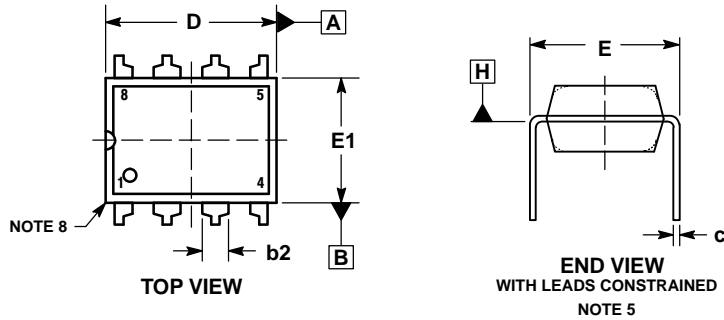 D
A
8 5
E1
1 4
NOTE 8
b2
B
TOP VIEW
E
H
c
END VIEW
WITH LEADS CONSTRAINED
NOTE 5